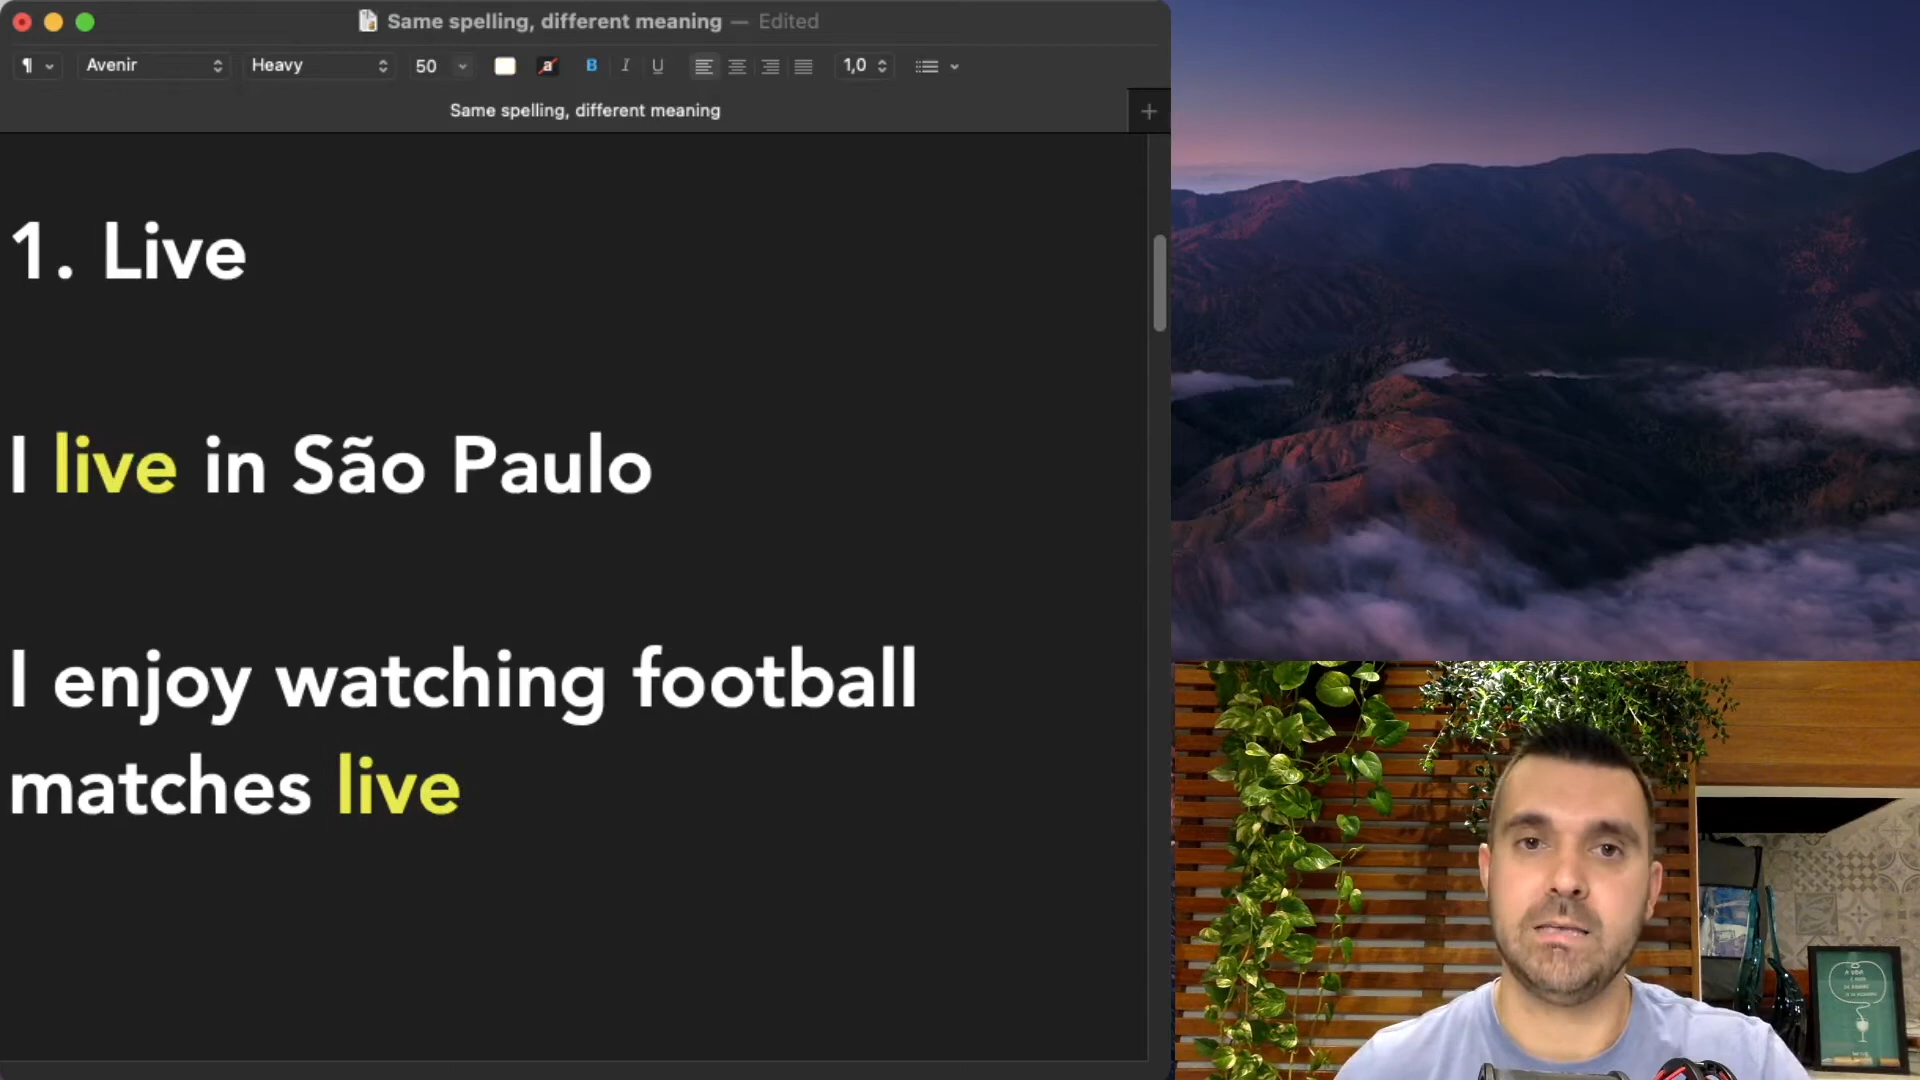 Same spelling, different meaning — Edited
¶ Avenir Heavy 50 a B I U 1,0
Same spelling, different meaning
1. Live
I live in São Paulo
I enjoy watching football
matches live